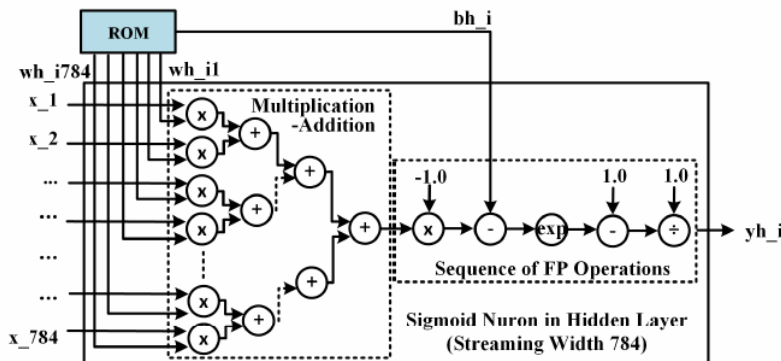 ROM
bh_i
wh_i784
wh_i1
x_1
x_2
...
...
...
...
x_784
Multiplication
-Addition
x
x
x
x
x
x
+
+
+
+
+
+
-1.0
1.0
1.0
x
-
exp
-
÷
yh_i
Sequence of FP Operations
Sigmoid Nuron in Hidden Layer
(Streaming Width 784)